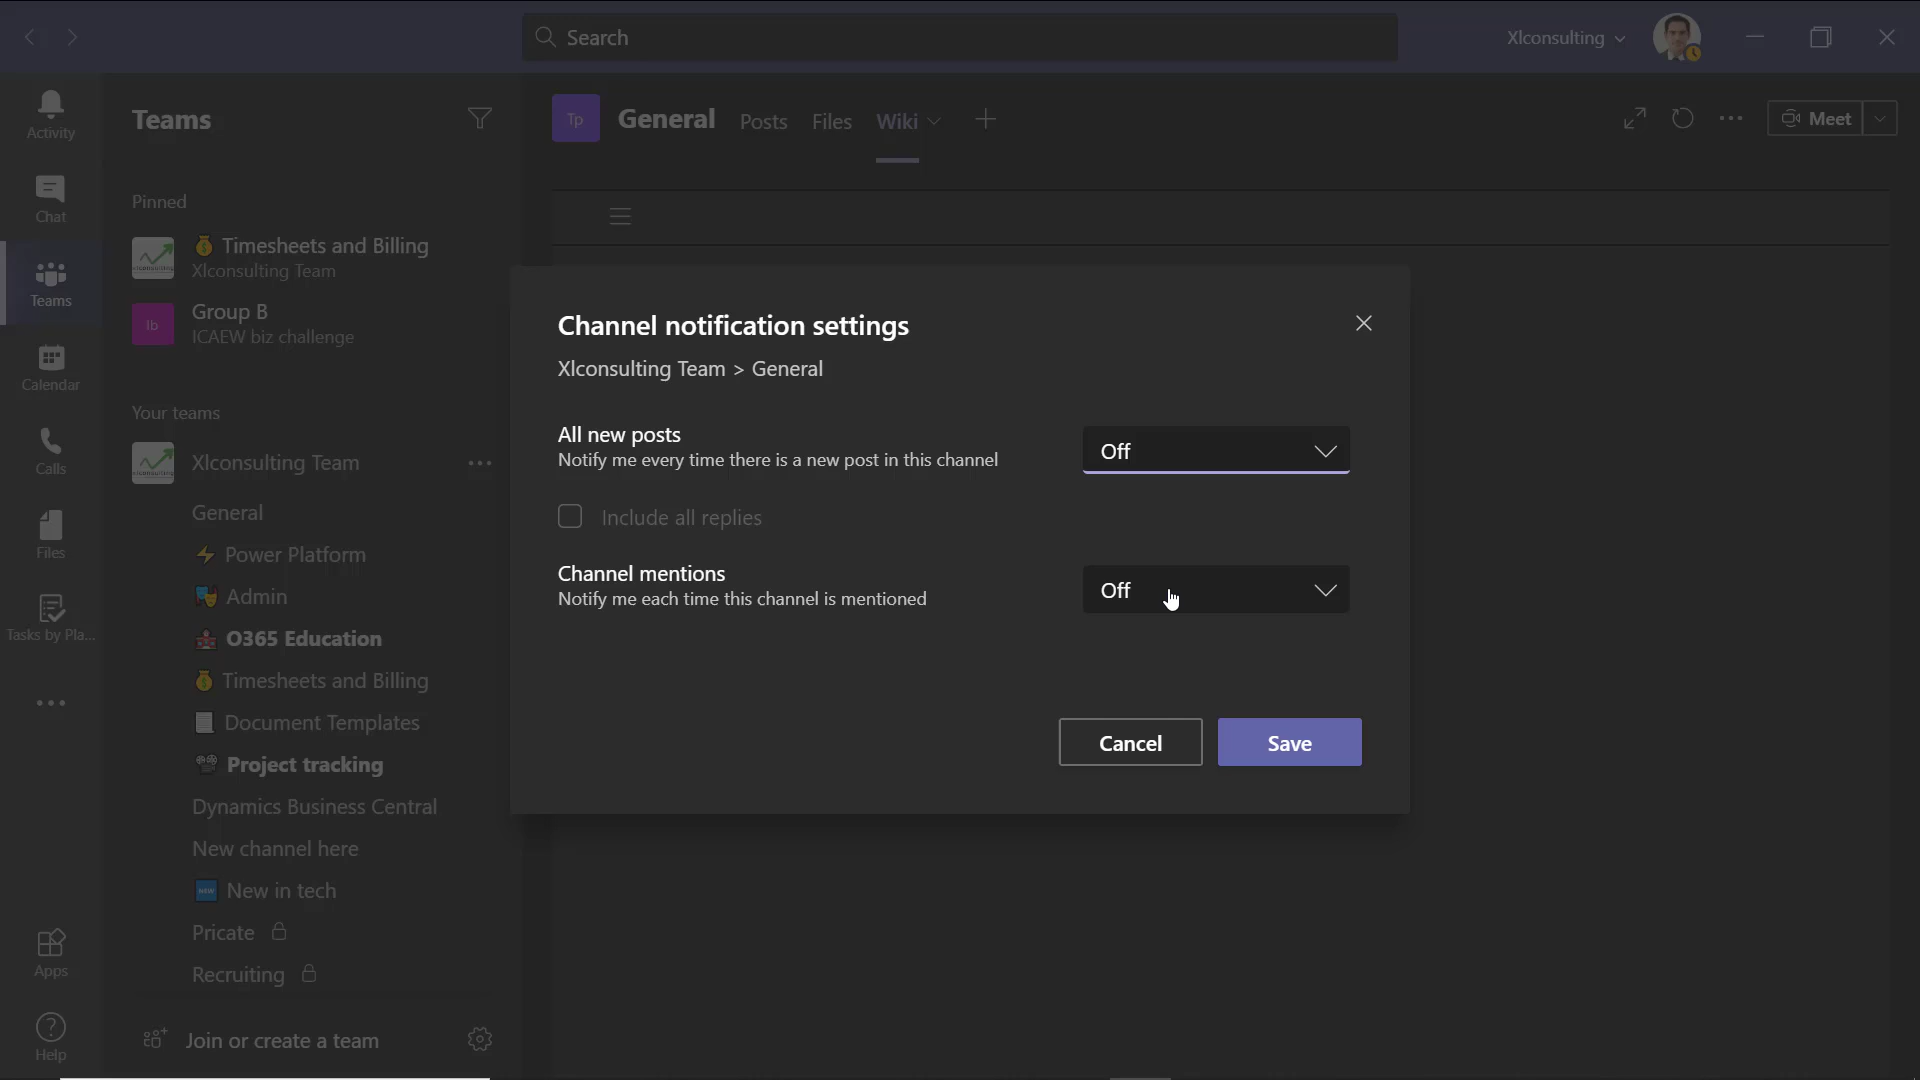 Search
Xlconsulting
Activity
Chat
Teams
Calendar
Calls
Files
Tasks by Pla...
Apps
Help
Teams
Pinned
Timesheets and Billing
Xlconsulting Team
lb
Group B
ICAEW biz challenge
Your teams
Xlconsulting Team
General
Power Platform
Admin
O365 Education
Timesheets and Billing
Document Templates
Project tracking
Dynamics Business Central
New channel here
New in tech
Pricate
Recruiting
Join or create a team
Tp
General
Posts
Files
Wiki
Meet
Channel notification settings
Xlconsulting Team > General
All new posts
Notify me every time there is a new post in this channel
Off
Include all replies
Channel mentions
Notify me each time this channel is mentioned
Off
Cancel
Save